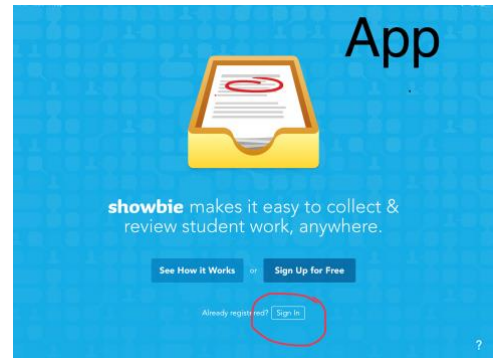 App
showbie makes it easy to collect &
review student work, anywhere.
See How it Works or Sign Up for Free
Already registered? Sign In
?